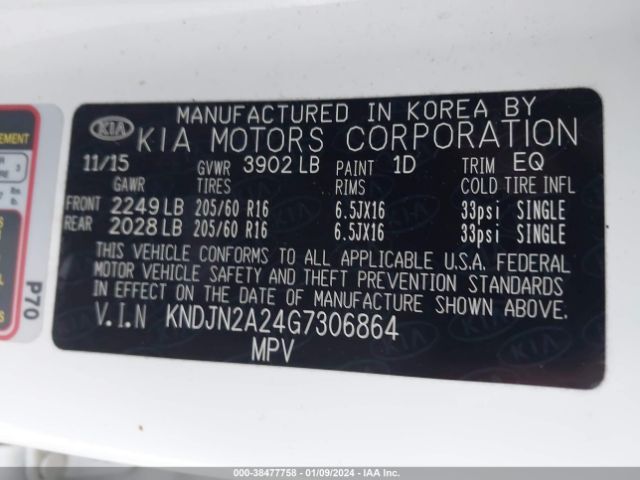 MANUFACTURED IN KOREA BY
KIA KIA MOTORS CORPORATION
11/15 GVWR 3902 LB PAINT 1D TRIM EQ
GAWR TIRES RIMS COLD TIRE INFL
FRONT 2249 LB 205/60 R16 6.5JX16 33psi SINGLE
REAR 2028 LB 205/60 R16 6.5JX16 33psi SINGLE
THIS VEHICLE CONFORMS TO ALL APPLICABLE U.S.A. FEDERAL
MOTOR VEHICLE SAFETY AND THEFT PREVENTION STANDARDS
IN EFFECT ON THE DATE OF MANUFACTURE SHOWN ABOVE.
V.I.N KNDJN2A24G7306864
MPV
P70
000-38477758 - 01/09/2024 - IAA Holdings, LLC